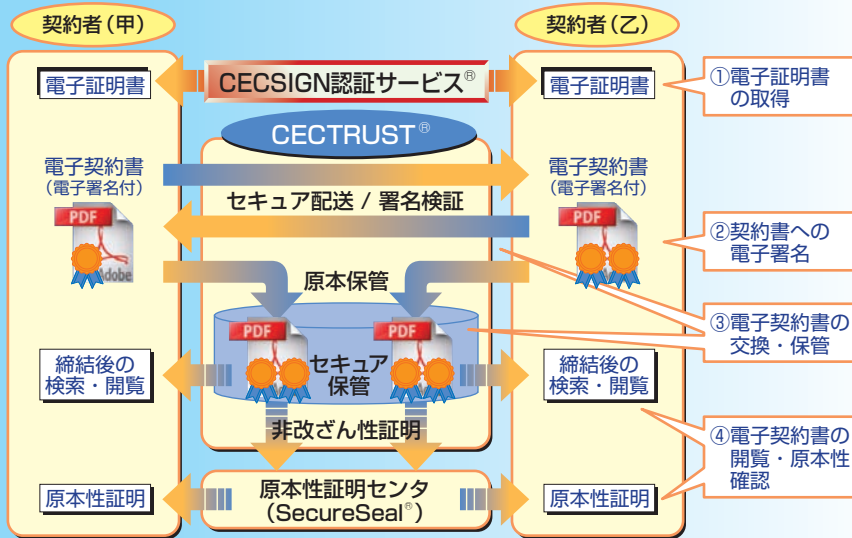 契約者（甲）
契約者（乙）
電子証明書
CECSIGN認証サービス®
電子証明書
①電子証明書
の取得
CECTRUST®
電子契約書
（電子署名付）
PDF
Adobe
電子契約書
（電子署名付）
PDF
セキュア配送 / 署名検証
②契約書への
電子署名
原本保管
PDF
PDF
セキュア
保管
③電子契約書の
交換・保管
締結後の
検索・閲覧
締結後の
検索・閲覧
非改ざん性証明
④電子契約書の
開覧・原本性
確認
原本性証明
原本性証明センタ
（SecureSeal®）
原本性証明